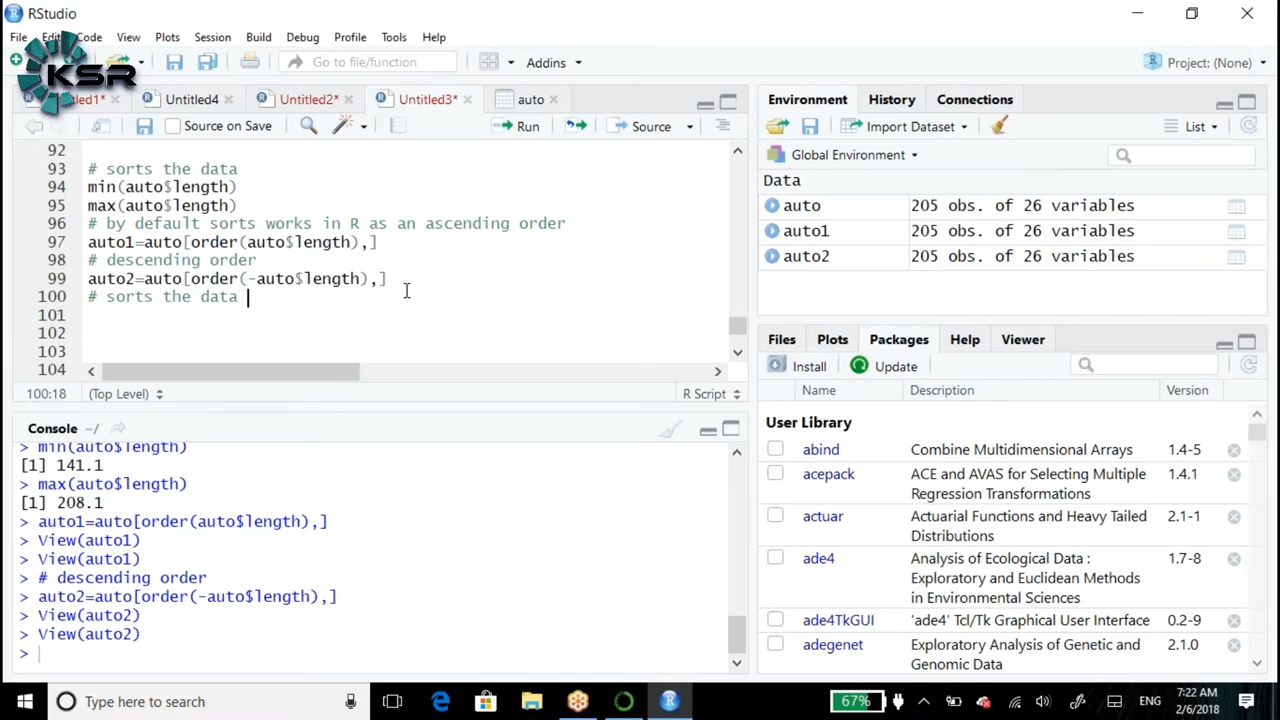 RStudio
File Edit Code View Plots Session Build Debug Profile Tools Help
KSR
Go to file/function
Addins
Project: (None)
Untitled1*
Untitled4
Untitled2*
Untitled3*
auto
Source on Save
Run
Source
92
93 # sorts the data
94 min(auto$length)
95 max(auto$length)
96 # by default sorts works in R as an ascending order
97 auto1=auto[order(auto$length),]
98 # descending order
99 auto2=auto[order(-auto$length),]
100 # sorts the data
101
102
103
104
100:18 (Top Level) R Script
Console ~/
> min(auto$length)
[1] 141.1
> max(auto$length)
[1] 208.1
> auto1=auto[order(auto$length),]
> View(auto1)
> View(auto1)
> # descending order
> auto2=auto[order(-auto$length),]
> View(auto2)
> View(auto2)
>
Environment History Connections
Import Dataset
List
Global Environment
Data
auto 205 obs. of 26 variables
auto1 205 obs. of 26 variables
auto2 205 obs. of 26 variables
Files Plots Packages Help Viewer
Install Update
Name Description Version
User Library
abind Combine Multidimensional Arrays 1.4-5
acepack ACE and AVAS for Selecting Multiple 1.4.1
Regression Transformations
actuar Actuarial Functions and Heavy Tailed 2.1-1
Distributions
ade4 Analysis of Ecological Data : 1.7-8
Exploratory and Euclidean Methods
in Environmental Sciences
ade4TkGUI 'ade4' Tcl/Tk Graphical User Interface 0.2-9
adegenet Exploratory Analysis of Genetic and 2.1.0
Genomic Data
Type here to search
67%
ENG
7:22 AM
2/6/2018